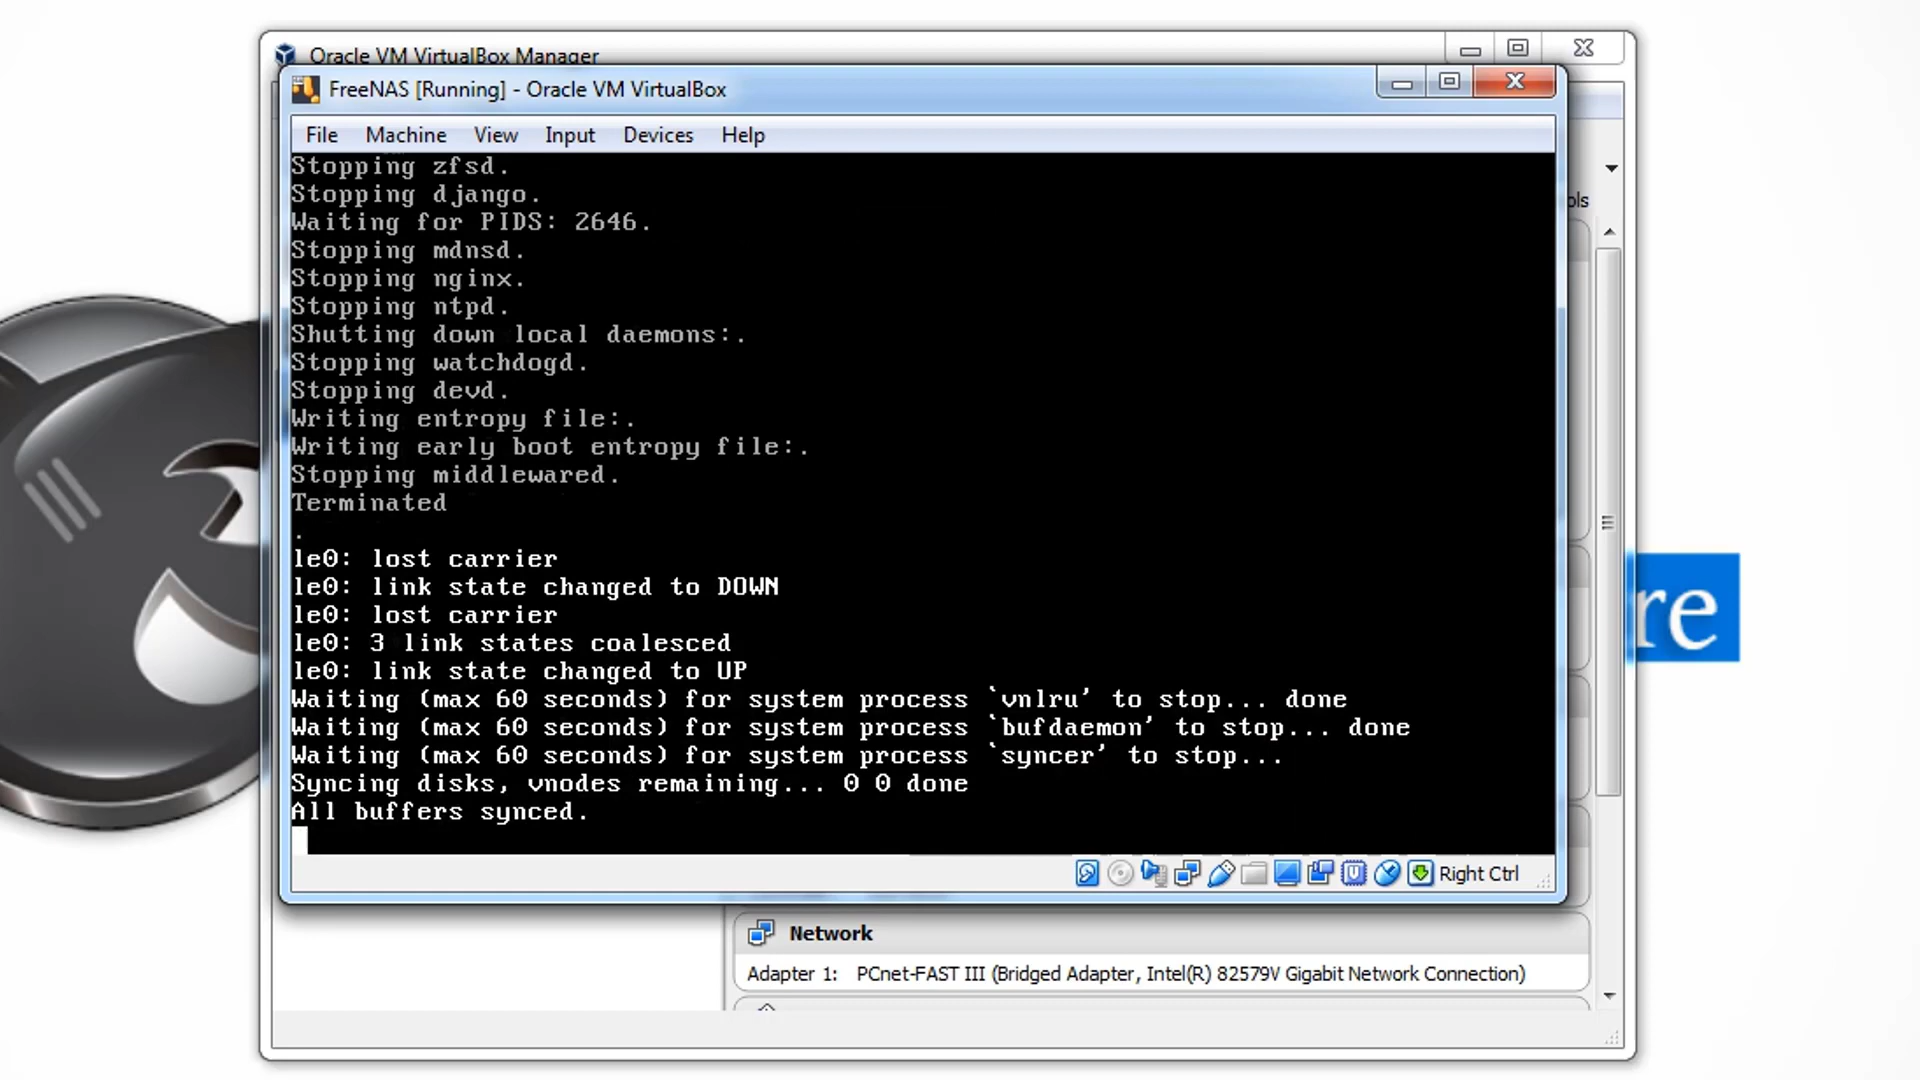 Oracle VM VirtualBox Manager
FreeNAS [Running] - Oracle VM VirtualBox
File Machine View Input Devices Help
Stopping zfsd.
Stopping django.
Waiting for PIDS: 2646.
Stopping mdnsd.
Stopping nginx.
Stopping ntpd.
Shutting down local daemons:.
Stopping watchdogd.
Stopping devd.
Writing entropy file:.
Writing early boot entropy file:.
Stopping middlewared.
Terminated
.
le0: lost carrier
le0: link state changed to DOWN
le0: lost carrier
le0: 3 link states coalesced
le0: link state changed to UP
Waiting (max 60 seconds) for system process `vnlru' to stop... done
Waiting (max 60 seconds) for system process `bufdaemon' to stop... done
Waiting (max 60 seconds) for system process `syncer' to stop...
Syncing disks, vnodes remaining... 0 0 done
All buffers synced.
Right Ctrl
Network
Adapter 1: PCnet-FAST III (Bridged Adapter, Intel(R) 82579V Gigabit Network Connection)